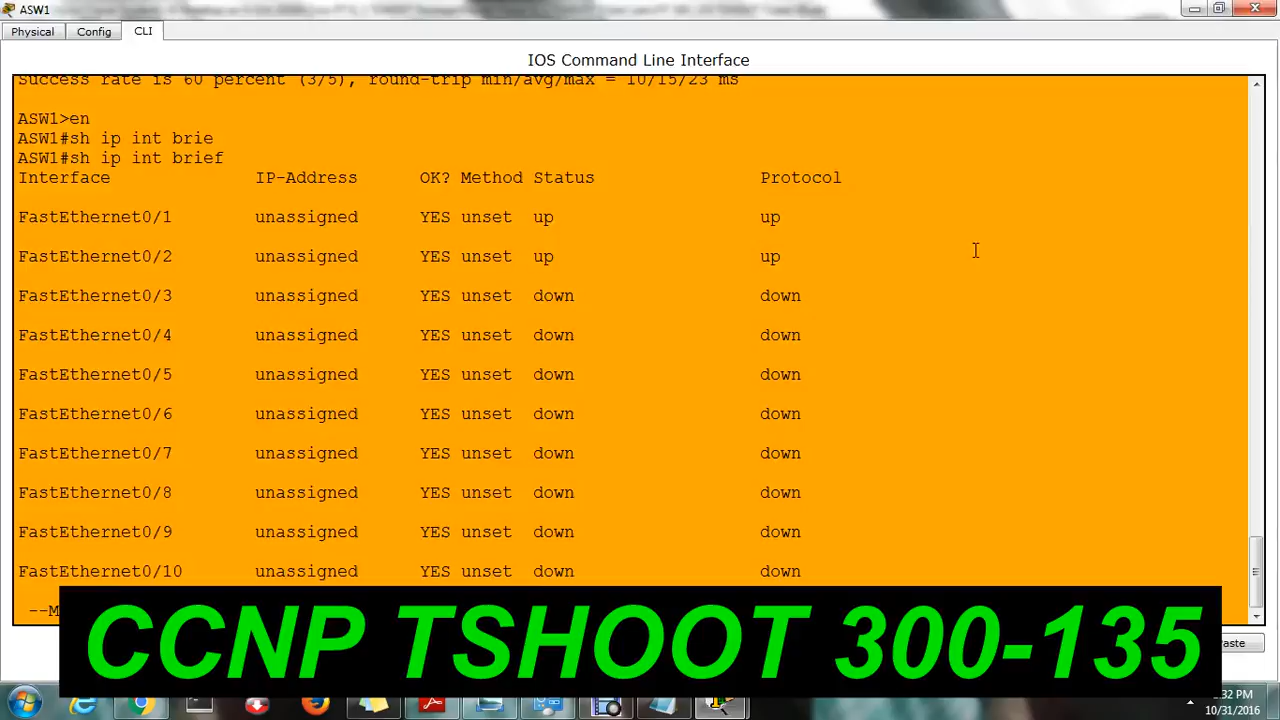 ASW1
Physical Config CLI
IOS Command Line Interface
Success rate is 60 percent (3/5), round-trip min/avg/max = 10/15/23 ms
ASW1>en
ASW1#sh ip int brie
ASW1#sh ip int brief
Interface IP-Address OK? Method Status Protocol
FastEthernet0/1 unassigned YES unset up up
FastEthernet0/2 unassigned YES unset up up
FastEthernet0/3 unassigned YES unset down down
FastEthernet0/4 unassigned YES unset down down
FastEthernet0/5 unassigned YES unset down down
FastEthernet0/6 unassigned YES unset down down
FastEthernet0/7 unassigned YES unset down down
FastEthernet0/8 unassigned YES unset down down
FastEthernet0/9 unassigned YES unset down down
FastEthernet0/10 unassigned YES unset down down
--M
CCNP TSHOOT 300-135
aste
:32 PM
10/31/2016